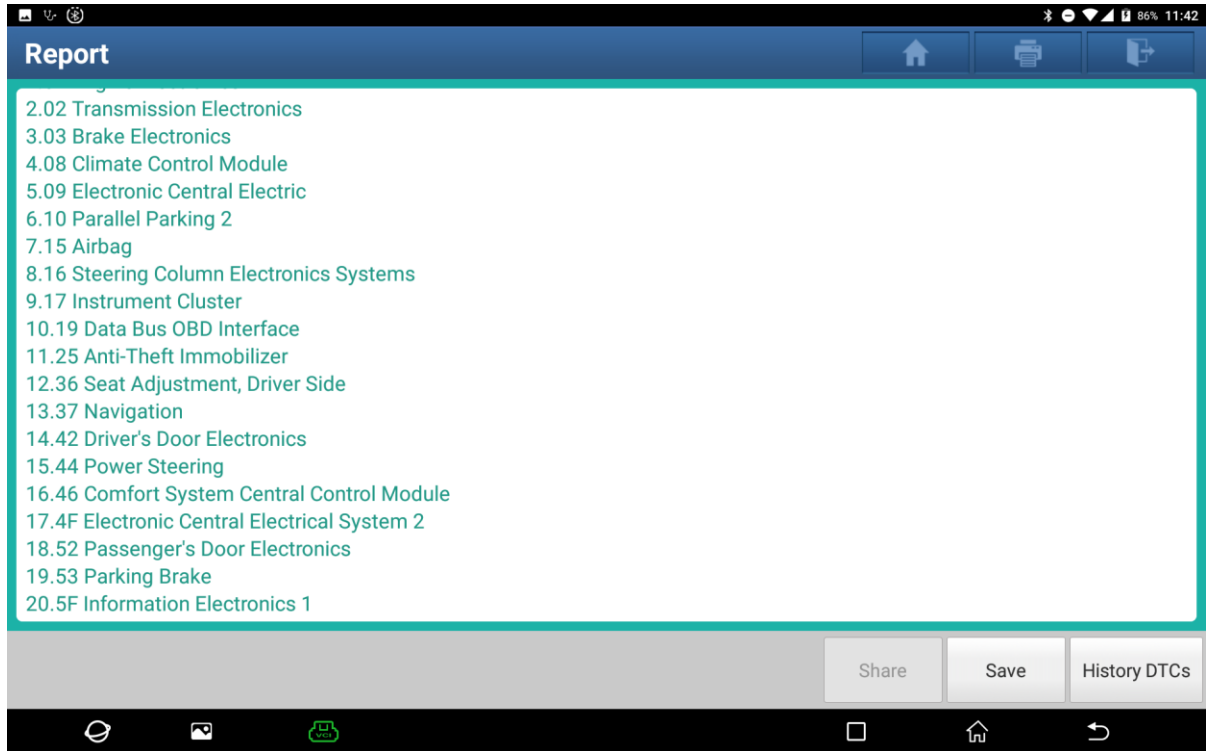 86% 11:42
Report
2.02 Transmission Electronics
3.03 Brake Electronics
4.08 Climate Control Module
5.09 Electronic Central Electric
6.10 Parallel Parking 2
7.15 Airbag
8.16 Steering Column Electronics Systems
9.17 Instrument Cluster
10.19 Data Bus OBD Interface
11.25 Anti-Theft Immobilizer
12.36 Seat Adjustment, Driver Side
13.37 Navigation
14.42 Driver's Door Electronics
15.44 Power Steering
16.46 Comfort System Central Control Module
17.4F Electronic Central Electrical System 2
18.52 Passenger's Door Electronics
19.53 Parking Brake
20.5F Information Electronics 1
Share
Save
History DTCs
VCI